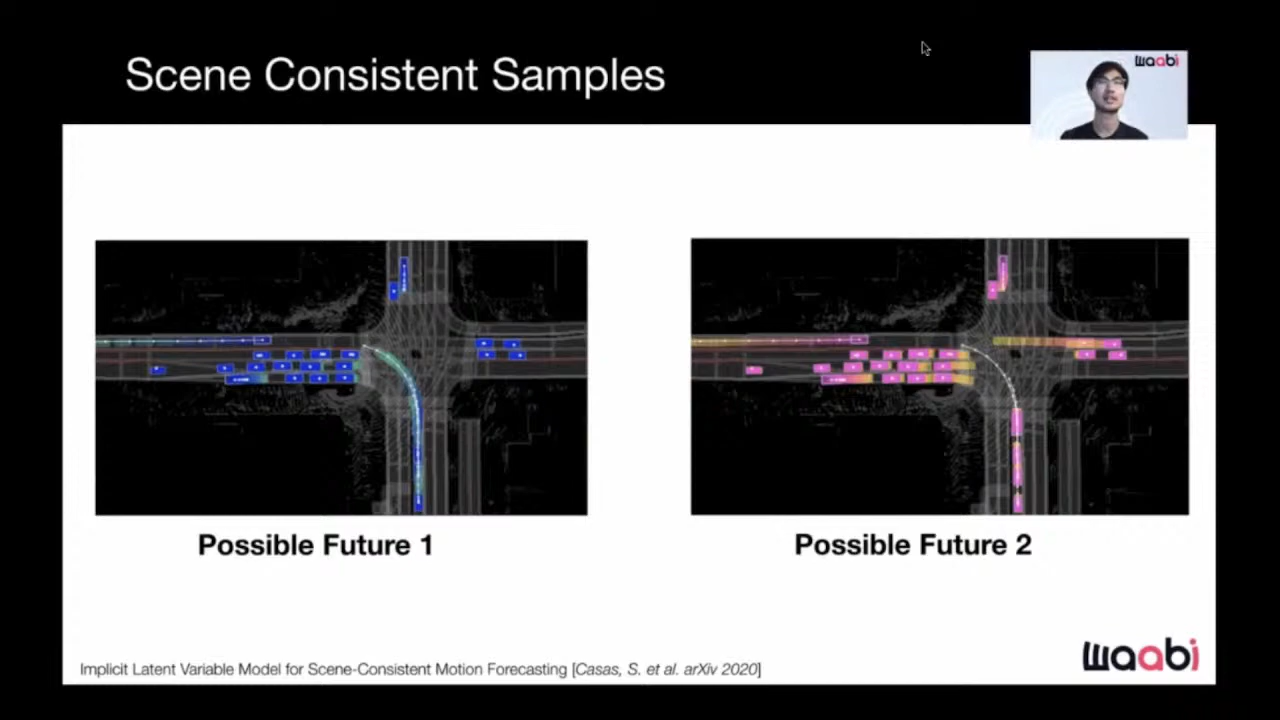 Scene Consistent Samples
waabi
Possible Future 1
Possible Future 2
Implicit Latent Variable Model for Scene-Consistent Motion Forecasting [Casas, S. et al. arXiv 2020]
waabi